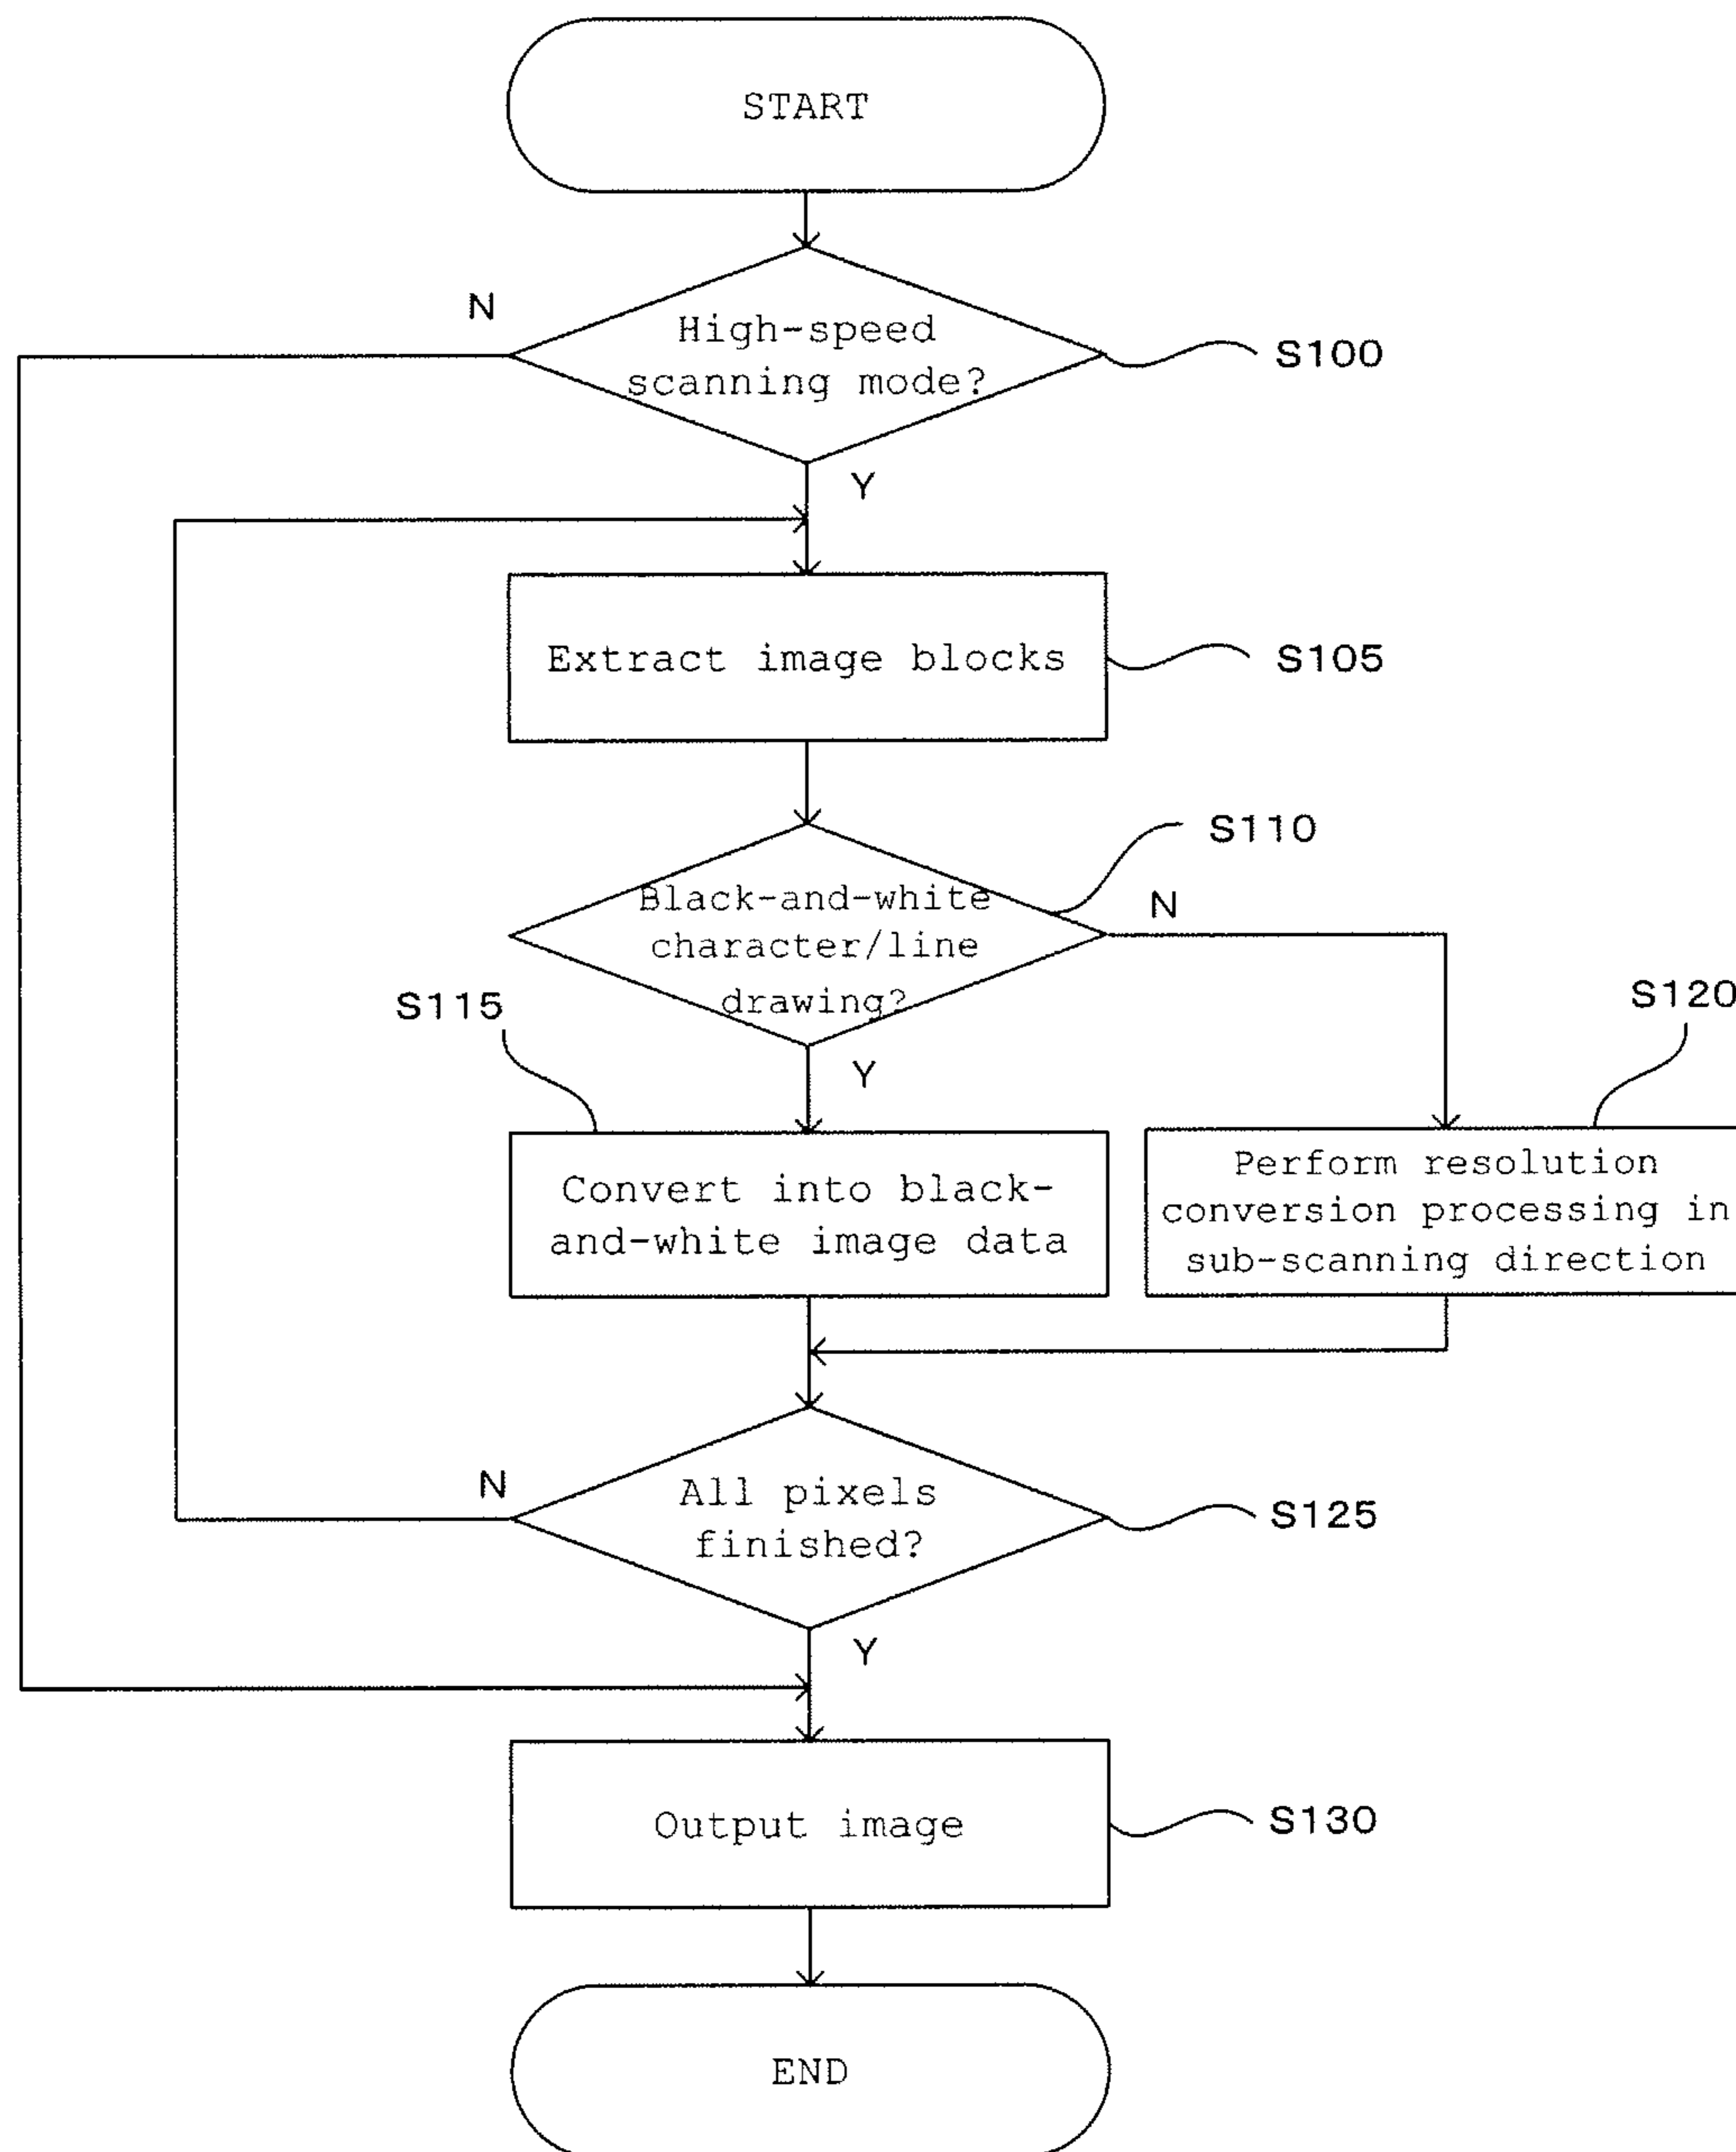 START
N
High-speed
scanning mode?
S100
Y
Extract image blocks
S105
S110
Black-and-white
character/line
drawing?
N
S115
Y
S120
Convert into black-
and-white image data
Perform resolution
conversion processing in
sub-scanning direction
N
All pixels
finished?
S125
Y
Output image
S130
END